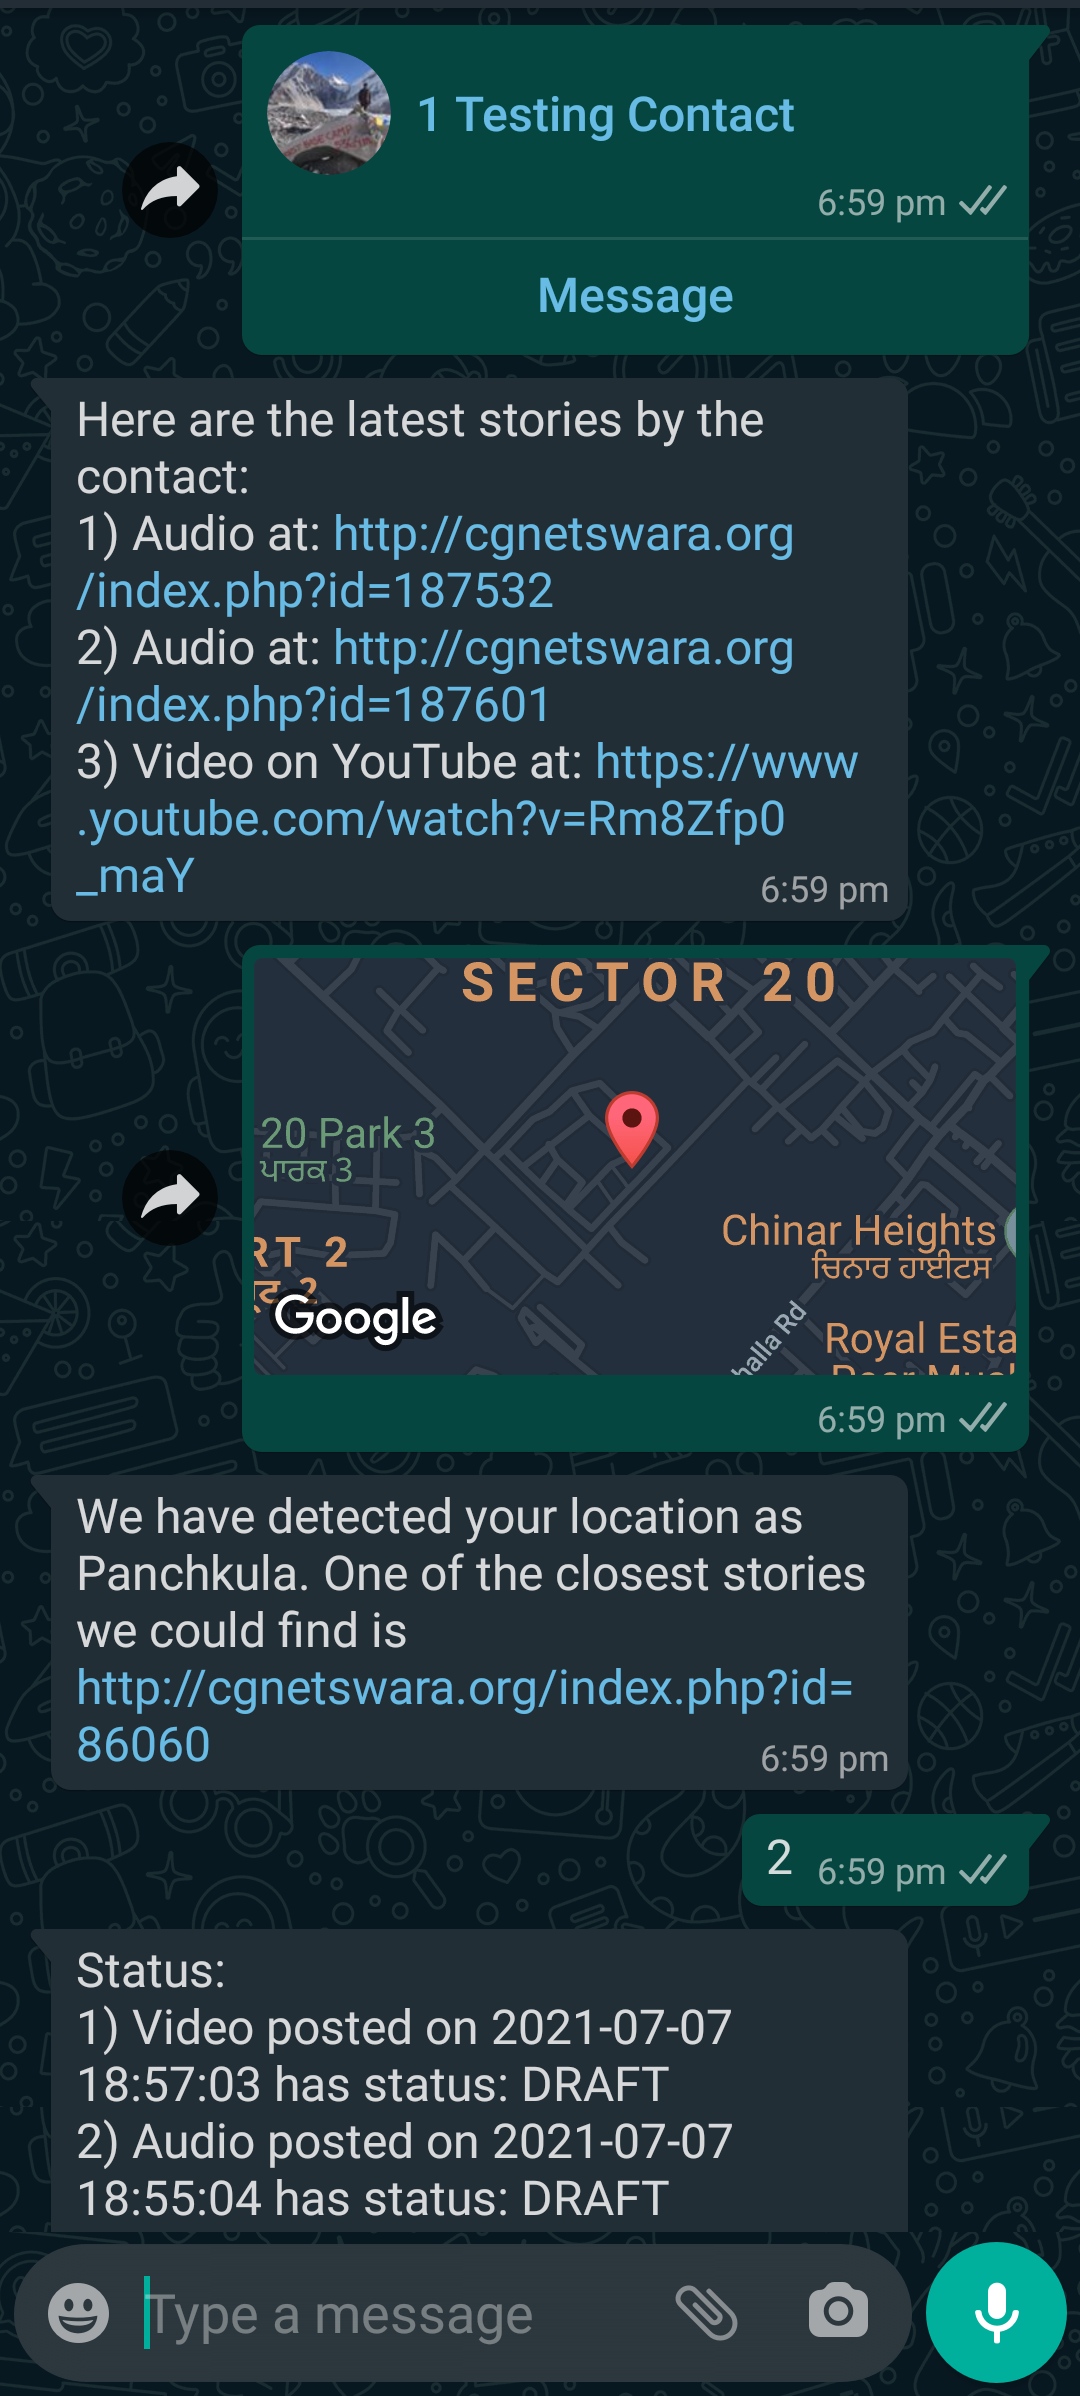 1 Testing Contact
6:59 pm
Message
Here are the latest stories by the
contact:
1) Audio at: http://cgnetswara.org
/index.php?id=187532
2) Audio at: http://cgnetswara.org
/index.php?id=187601
3) Video on YouTube at: https://www
.youtube.com/watch?v=Rm8Zfp0
_maY
6:59 pm
SECTOR 20
20 Park 3
ਪਾਰਕ 3
Chinar Heights
ਚਿਨਾਰ ਹਾਈਟਸ
RT 2
2
Google
halla Rd
Royal Esta
6:59 pm
We have detected your location as
Panchkula. One of the closest stories
we could find is
http://cgnetswara.org/index.php?id=
86060
6:59 pm
2 6:59 pm
Status:
1) Video posted on 2021-07-07
18:57:03 has status: DRAFT
2) Audio posted on 2021-07-07
18:55:04 has status: DRAFT
Type a message